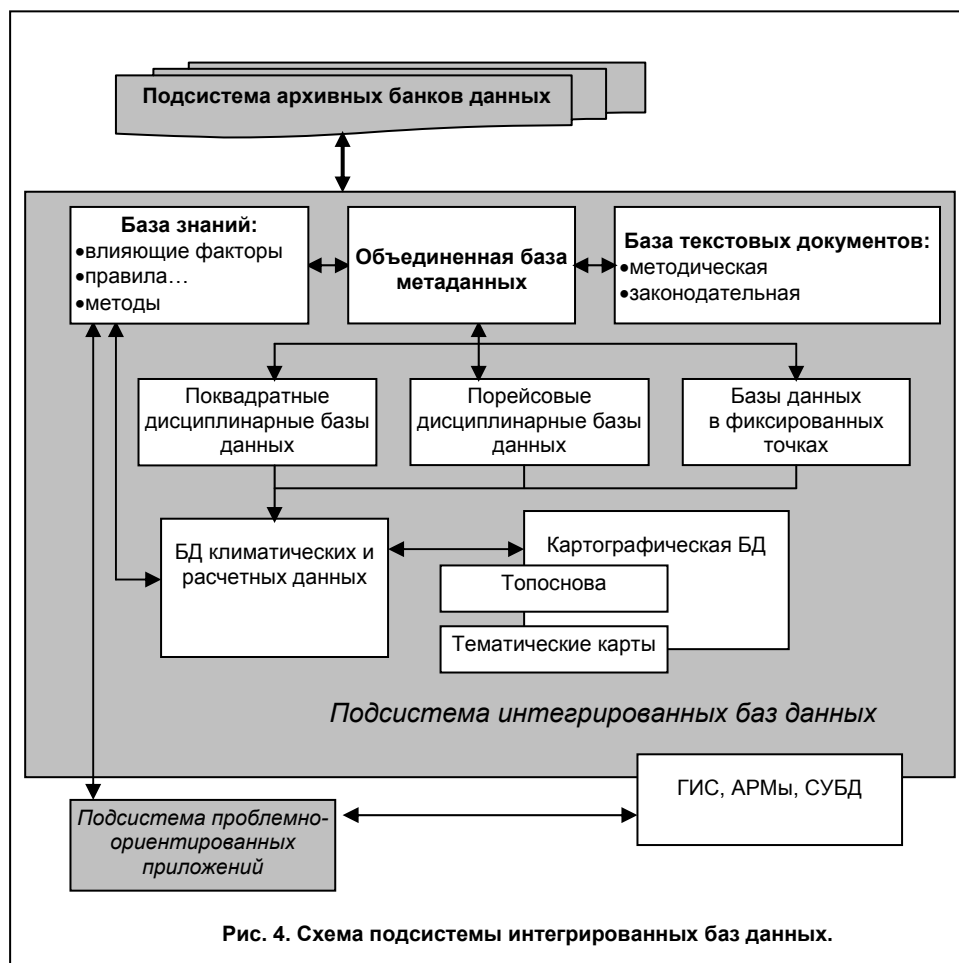 Подсистема архивных банков данных
База знаний:
•влияющие факторы
•правила…
•методы
Объединенная база
метаданных
База текстовых документов:
•методическая
•законодательная
Поквадратные
дисциплинарные базы
данных
Порейсовые
дисциплинарные базы
данных
Базы данных
в фиксированных
точках
БД климатических и
расчетных данных
Картографическая БД
Топоснова
Тематические карты
Подсистема интегрированных баз данных
ГИС, АРМы, СУБД
Подсистема проблемно-
ориентированных
приложений
Рис. 4. Схема подсистемы интегрированных баз данных.